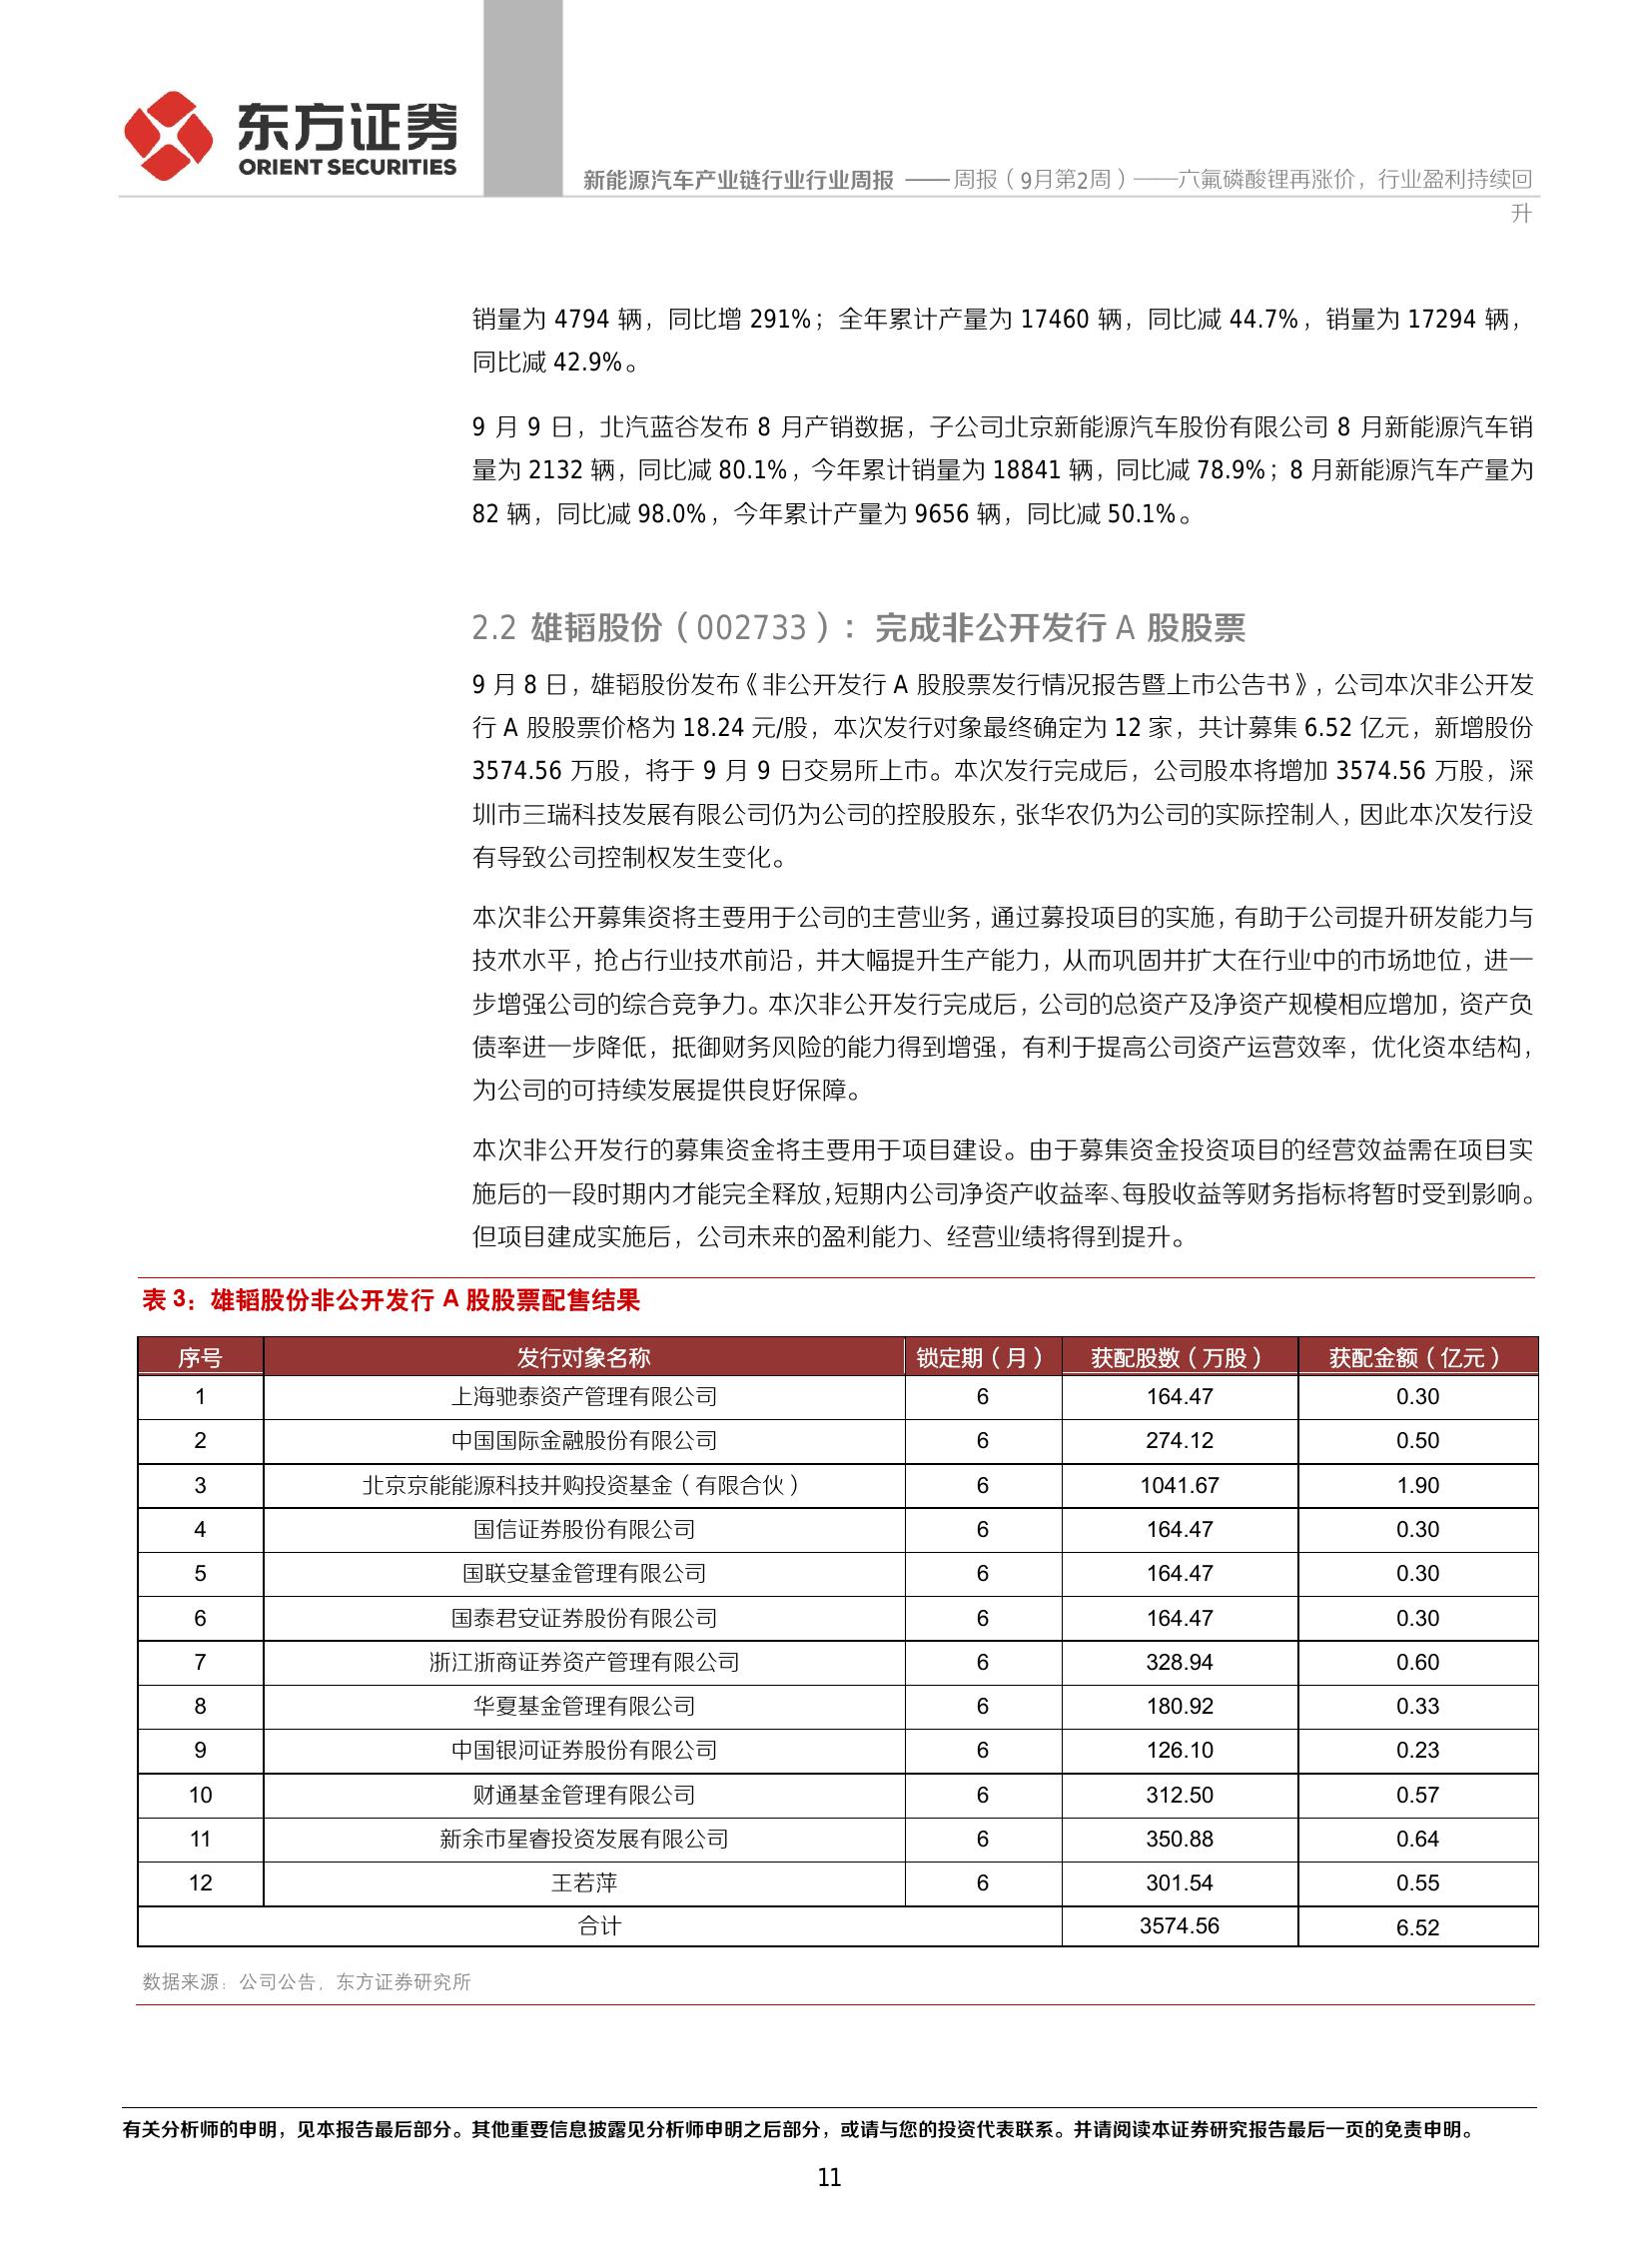 东方证券
ORIENT SECURITIES
新能源汽车产业链行业行业周报 —— 周报（9月第2周）——六氟磷酸锂再涨价，行业盈利持续回
升
销量为 4794 辆，同比增 291%；全年累计产量为 17460 辆，同比减 44.7%，销量为 17294 辆，
同比减 42.9%。
9 月 9 日，北汽蓝谷发布 8 月产销数据，子公司北京新能源汽车股份有限公司 8 月新能源汽车销
量为 2132 辆，同比减 80.1%，今年累计销量为 18841 辆，同比减 78.9%；8 月新能源汽车产量为
82 辆，同比减 98.0%，今年累计产量为 9656 辆，同比减 50.1%。
2.2 雄韬股份（002733）：完成非公开发行 A 股股票
9 月 8 日，雄韬股份发布《非公开发行 A 股股票发行情况报告暨上市公告书》，公司本次非公开发
行 A 股股票价格为 18.24 元/股，本次发行对象最终确定为 12 家，共计募集 6.52 亿元，新增股份
3574.56 万股，将于 9 月 9 日交易所上市。本次发行完成后，公司股本将增加 3574.56 万股，深
圳市三瑞科技发展有限公司仍为公司的控股股东，张华农仍为公司的实际控制人，因此本次发行没
有导致公司控制权发生变化。
本次非公开募集资将主要用于公司的主营业务，通过募投项目的实施，有助于公司提升研发能力与
技术水平，抢占行业技术前沿，并大幅提升生产能力，从而巩固并扩大在行业中的市场地位，进一
步增强公司的综合竞争力。本次非公开发行完成后，公司的总资产及净资产规模相应增加，资产负
债率进一步降低，抵御财务风险的能力得到增强，有利于提高公司资产运营效率，优化资本结构，
为公司的可持续发展提供良好保障。
本次非公开发行的募集资金将主要用于项目建设。由于募集资金投资项目的经营效益需在项目实
施后的一段时期内才能完全释放，短期内公司净资产收益率、每股收益等财务指标将暂时受到影响。
但项目建成实施后，公司未来的盈利能力、经营业绩将得到提升。
表 3：雄韬股份非公开发行 A 股股票配售结果
序号 发行对象名称 锁定期（月） 获配股数（万股） 获配金额（亿元）
1 上海驰泰资产管理有限公司 6 164.47 0.30
2 中国国际金融股份有限公司 6 274.12 0.50
3 北京京能能源科技并购投资基金（有限合伙） 6 1041.67 1.90
4 国信证券股份有限公司 6 164.47 0.30
5 国联安基金管理有限公司 6 164.47 0.30
6 国泰君安证券股份有限公司 6 164.47 0.30
7 浙江浙商证券资产管理有限公司 6 328.94 0.60
8 华夏基金管理有限公司 6 180.92 0.33
9 中国银河证券股份有限公司 6 126.10 0.23
10 财通基金管理有限公司 6 312.50 0.57
11 新余市星睿投资发展有限公司 6 350.88 0.64
12 王若萍 6 301.54 0.55
合计 3574.56 6.52
数据来源：公司公告，东方证券研究所
有关分析师的申明，见本报告最后部分。其他重要信息披露见分析师申明之后部分，或请与您的投资代表联系。并请阅读本证券研究报告最后一页的免责申明。
11